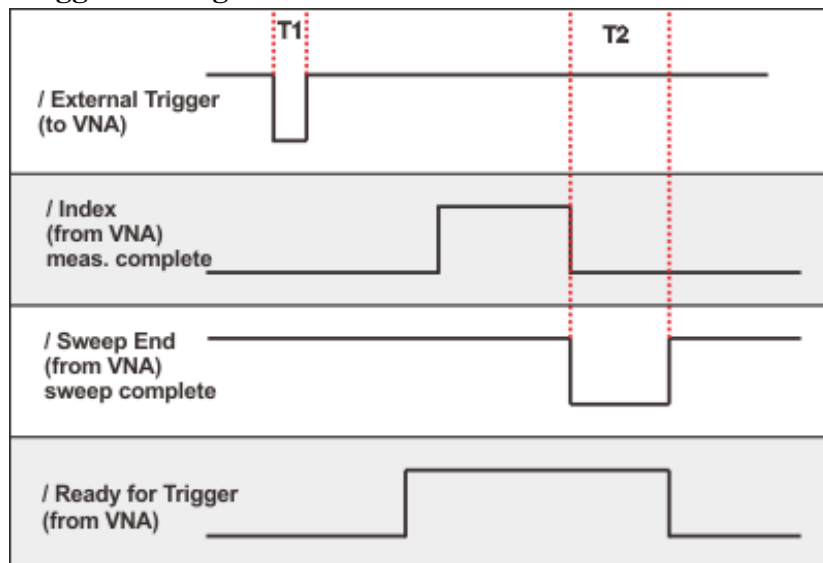 T1
T2
/ External Trigger
(to VNA)
/ Index
(from VNA)
meas. complete
/ Sweep End
(from VNA)
sweep complete
/ Ready for Trigger
(from VNA)